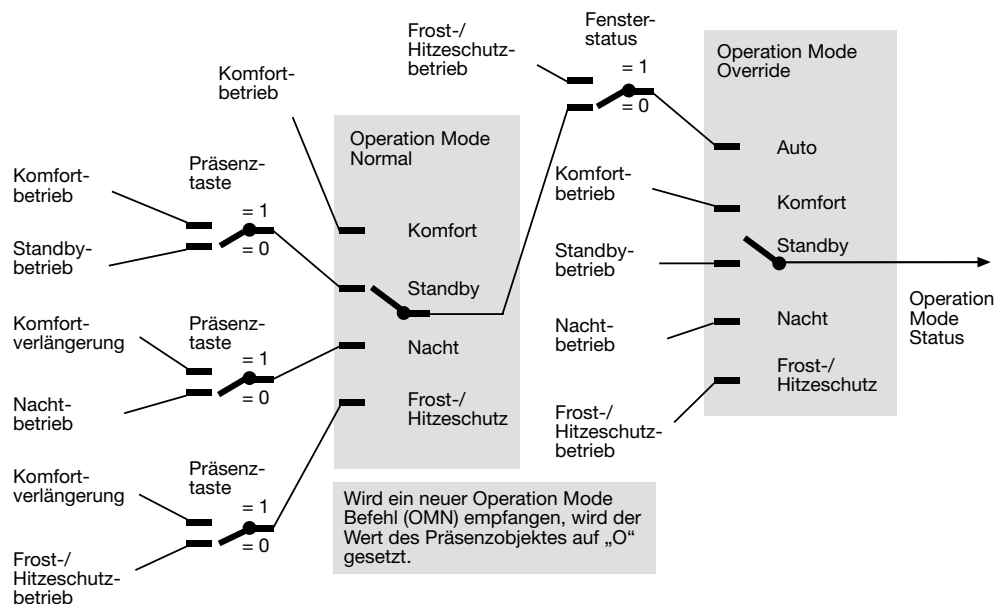 Komfort-
betrieb
Frost-/
Hitzeschutz-
betrieb
Fenster-
status
= 1
= 0
Operation Mode
Override
Auto
Komfort
Standby
Nacht
Frost-/
Hitzeschutz
Operation Mode
Normal
Komfort
Standby
Nacht
Frost-/
Hitzeschutz
Komfort-
betrieb
Standby-
betrieb
Präsenz-
taste
= 1
= 0
Komfort-
verlängerung
Nacht-
betrieb
Präsenz-
taste
= 1
= 0
Komfort-
verlängerung
Frost-/
Hitzeschutz-
betrieb
Präsenz-
taste
= 1
= 0
Komfort-
betrieb
Standby-
betrieb
Nacht-
betrieb
Frost-/
Hitzeschutz-
betrieb
Operation
Mode
Status
Wird ein neuer Operation Mode
Befehl (OMN) empfangen, wird der
Wert des Präsenzobjektes auf „O“
gesetzt.